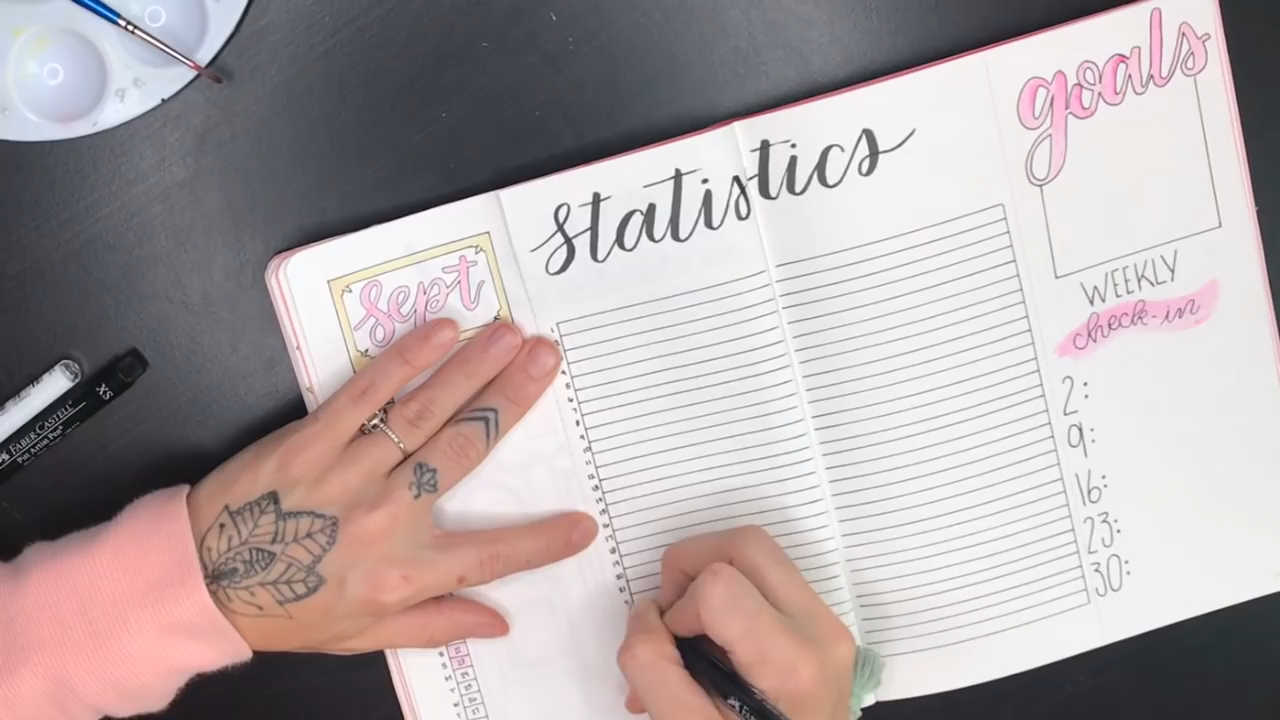 sept
statistics
goals
WEEKLY
check-in
2:
9:
16:
23:
30:
XS
FABER-CASTELL
Pitt Artist Pen